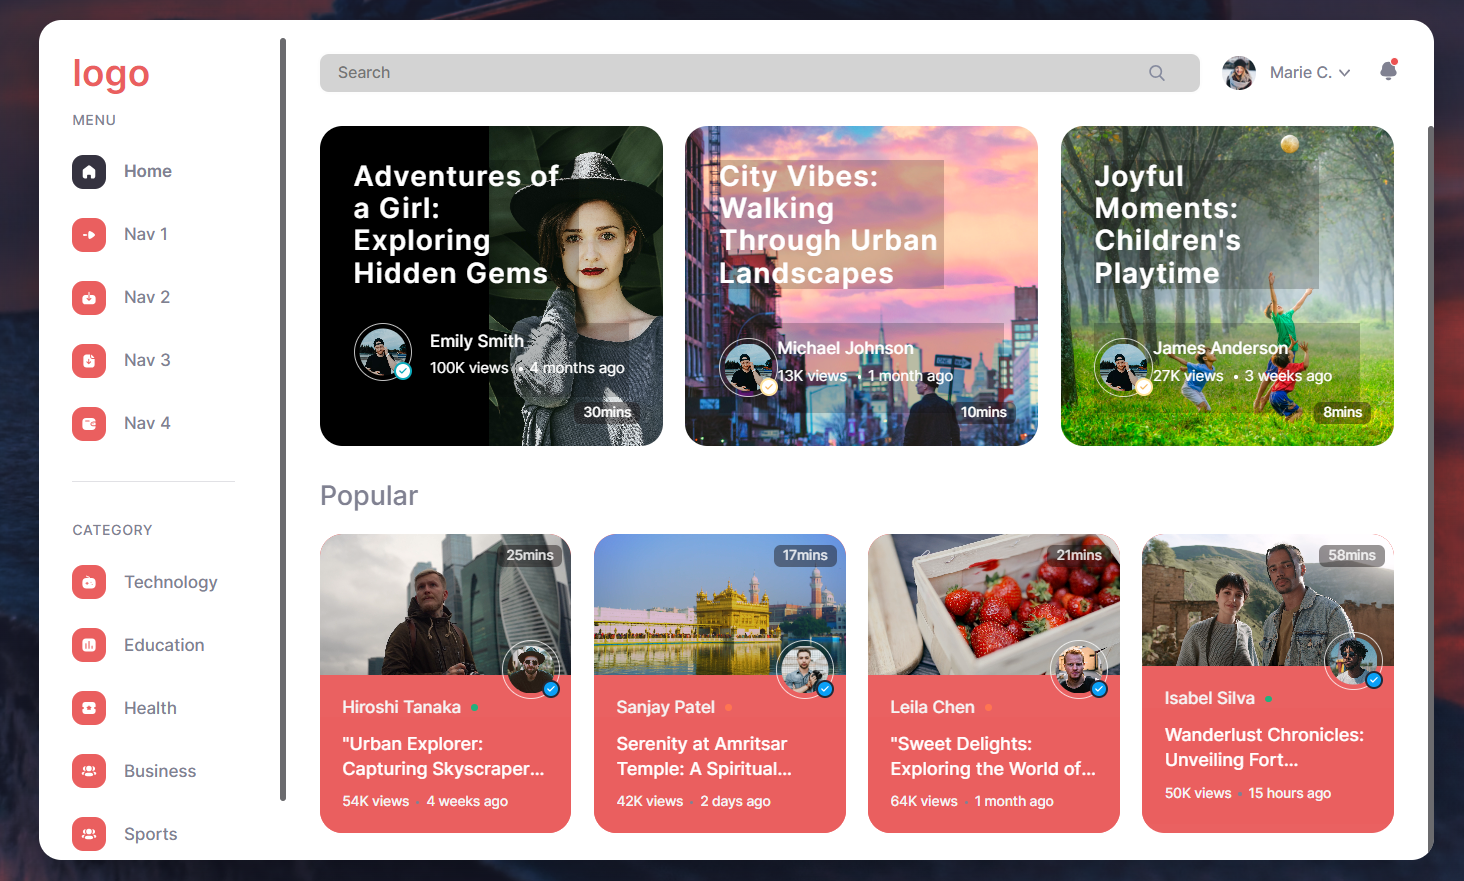 logo
MENU
Home
Nav 1
Nav 2
Nav 3
Nav 4
CATEGORY
Technology
Education
Health
Business
Sports
Search
Marie C.
Adventures of
a Girl:
Exploring
Hidden Gems
Emily Smith
100K views • 4 months ago
30mins
City Vibes:
Walking
Through Urban
Landscapes
Michael Johnson
13K views • 1 month ago
10mins
Joyful
Moments:
Children's
Playtime
James Anderson
27K views • 3 weeks ago
8mins
Popular
25mins
Hiroshi Tanaka
"Urban Explorer:
Capturing Skyscraper...
54K views • 4 weeks ago
17mins
Sanjay Patel
Serenity at Amritsar
Temple: A Spiritual...
42K views • 2 days ago
21mins
Leila Chen
"Sweet Delights:
Exploring the World of...
64K views • 1 month ago
58mins
Isabel Silva
Wanderlust Chronicles:
Unveiling Fort...
50K views • 15 hours ago